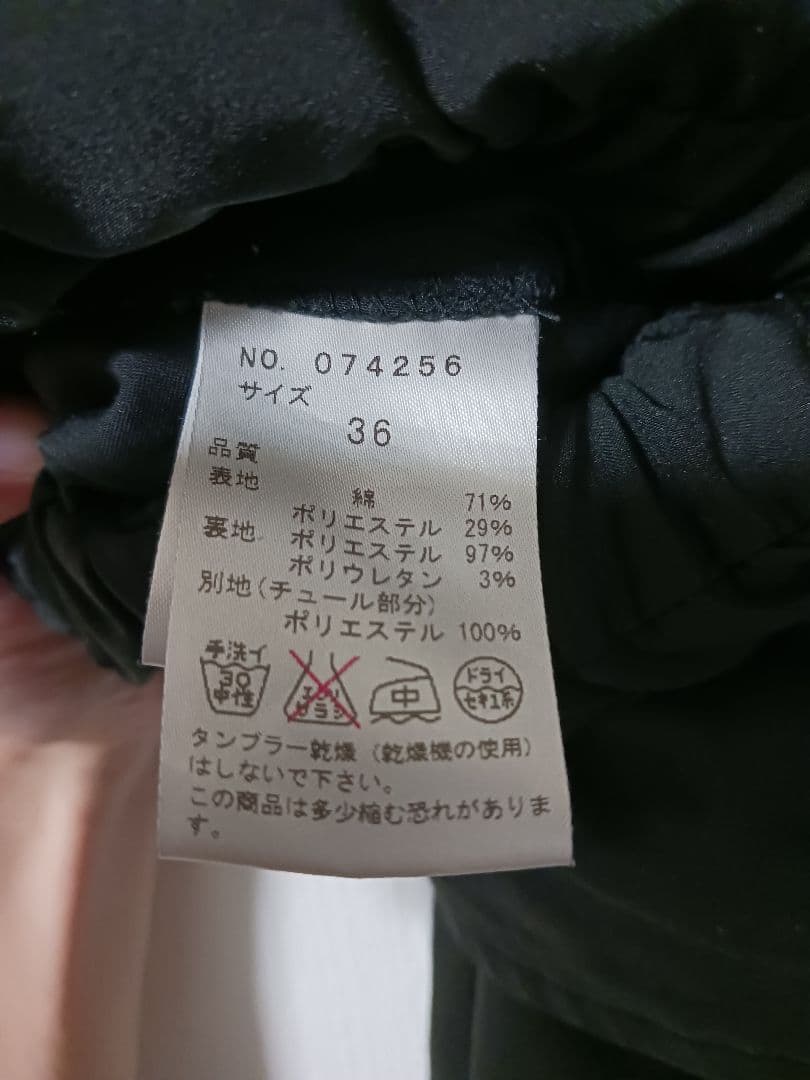 NO. 074256
サイズ
36
品質
表地
綿 71%
ポリエステル 29%
裏地 ポリエステル 97%
ポリウレタン 3%
別地(チュール部分)
ポリエステル 100%
手洗イ
30
中性
エンソ
サラシ
中
ドライ
セキユ系
タンブラー乾燥(乾燥機の使用)
はしないで下さい。
この商品は多少縮む恐れがありま
す。